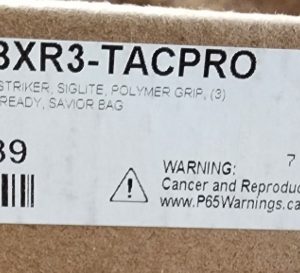 3XR3-TACPRO
STRIKER, SIGLITE, POLYMER GRIP, (3)
READY, SAVIOR BAG
39
7
WARNING:
Cancer and Reproduc
www.P65Warnings.ca